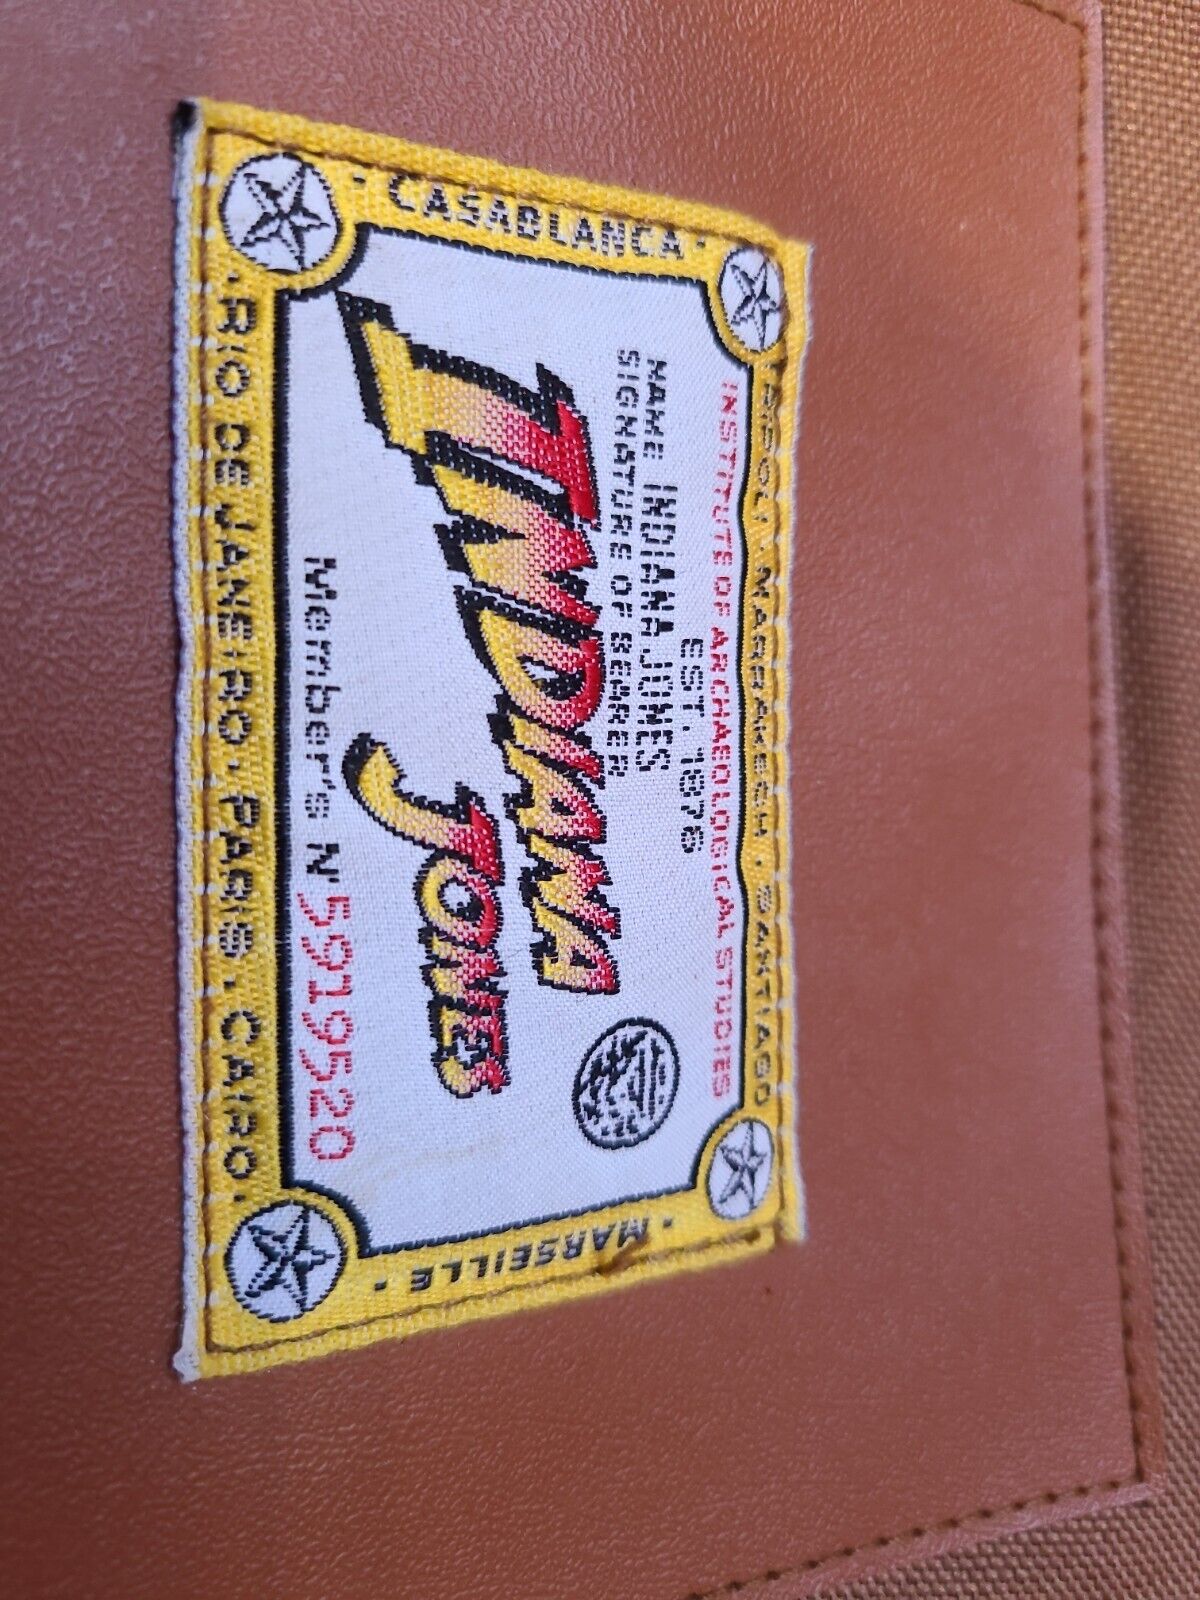 · MARRAKECH · SANTIAGO
INSTITUTE OF ARCHAEOLOGICAL STUDIES
EST. 1876
NAME INDIANA JONES
SIGNATURE OF BEARER
INDIANA
JONES
Member's N° 5919520
· CASABLANCA ·
· MARSEILLE ·
· RIO DE JANEIRO · PARIS · CAIRO ·